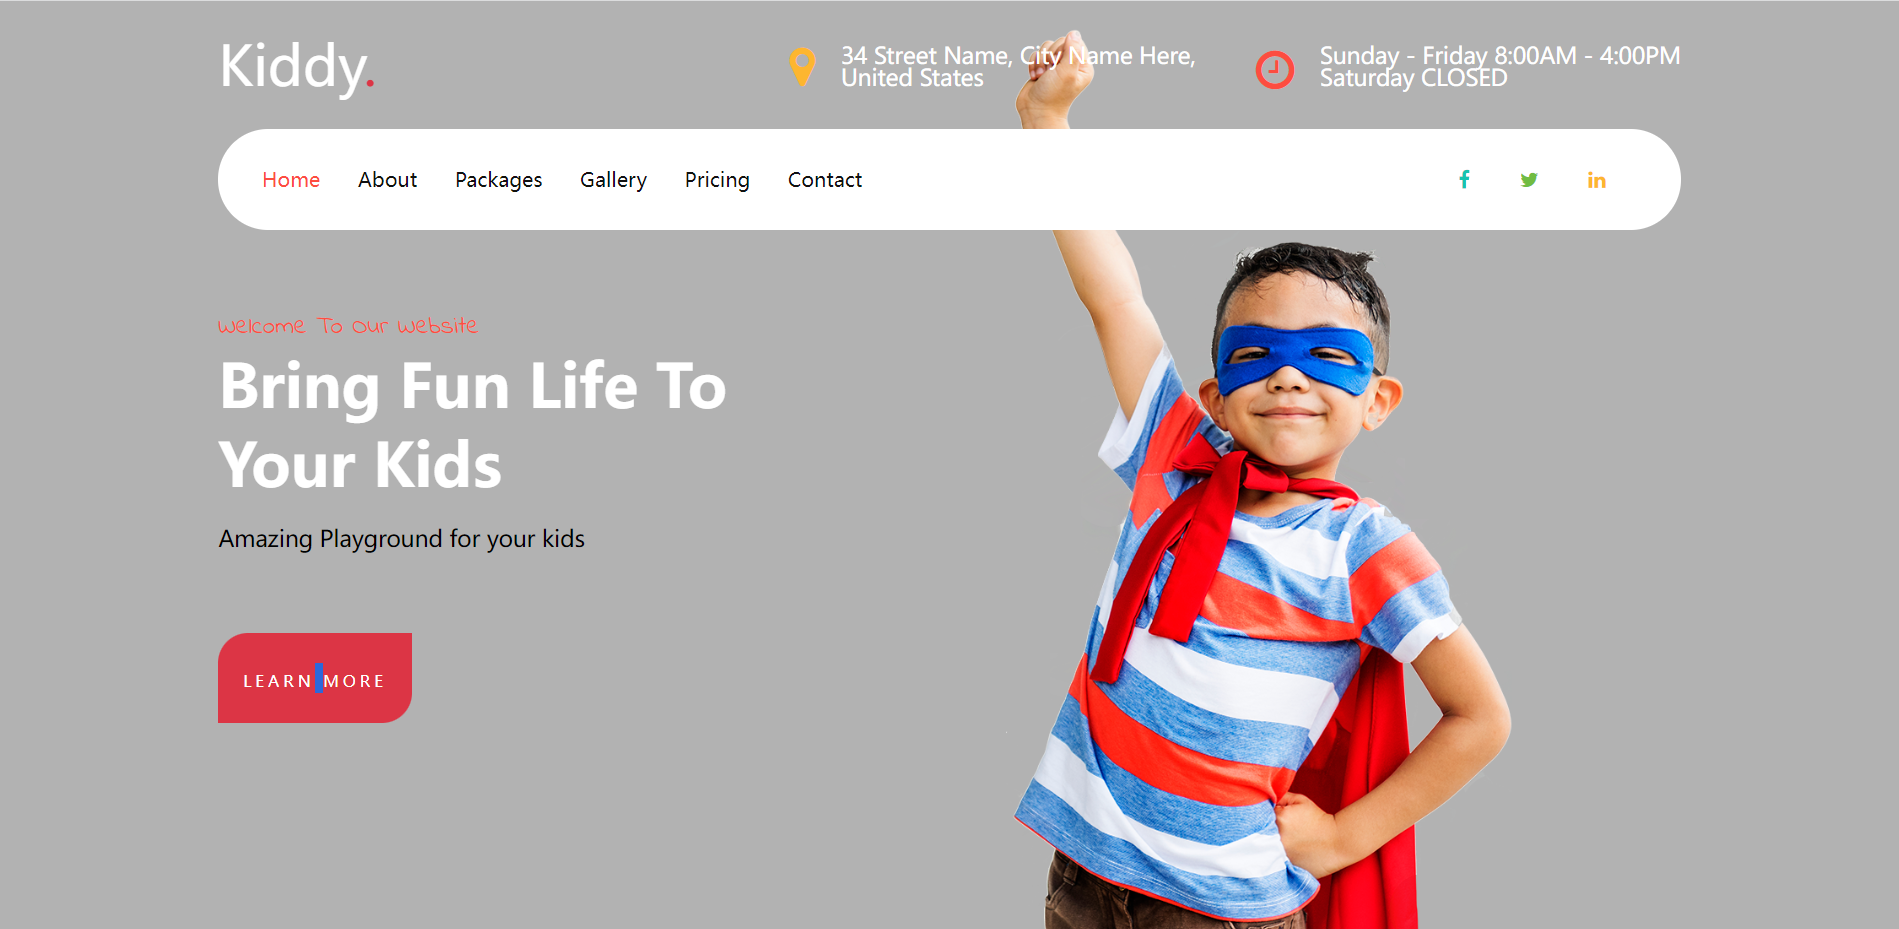 Kiddy.
34 Street Name, City Name Here,
United States
Sunday - Friday 8:00AM - 4:00PM
Saturday CLOSED
Home About Packages Gallery Pricing Contact
Welcome To Our Website
Bring Fun Life To
Your Kids
Amazing Playground for your kids
LEARN MORE